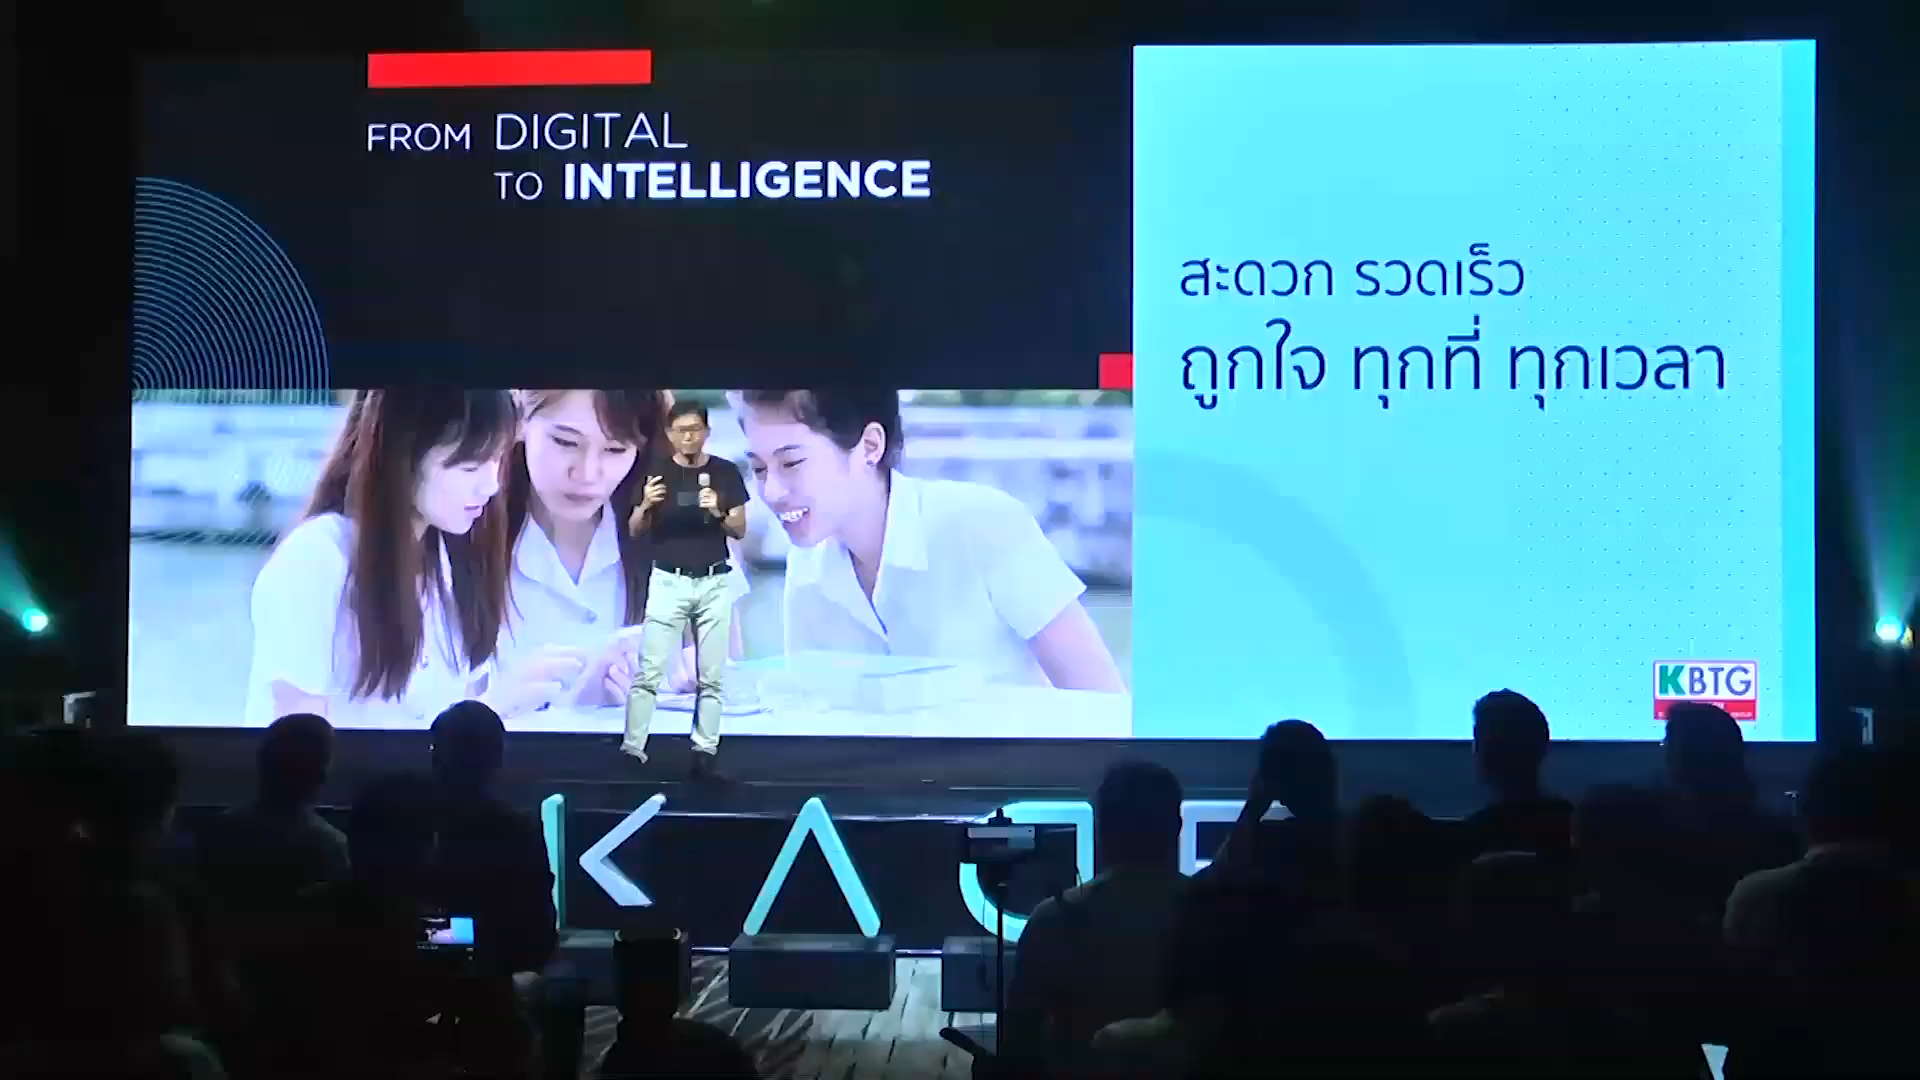 FROM DIGITAL
TO INTELLIGENCE
สะดวก รวดเร็ว
ถูกใจ ทุกที่ ทุกเวลา
KBTG